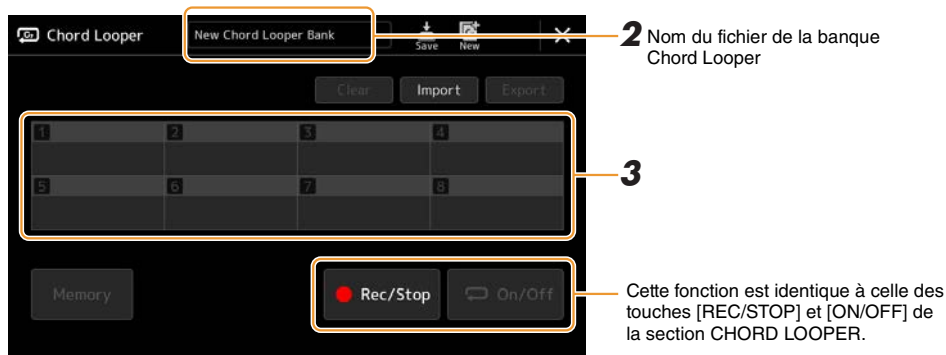 Chord Looper
New Chord Looper Bank
Save
New
2 Nom du fichier de la banque
Chord Looper
Clear
Import
Export
1
2
3
4
5
6
7
8
3
Memory
Rec/Stop
On/Off
Cette fonction est identique à celle des
touches [REC/STOP] et [ON/OFF] de
la section CHORD LOOPER.